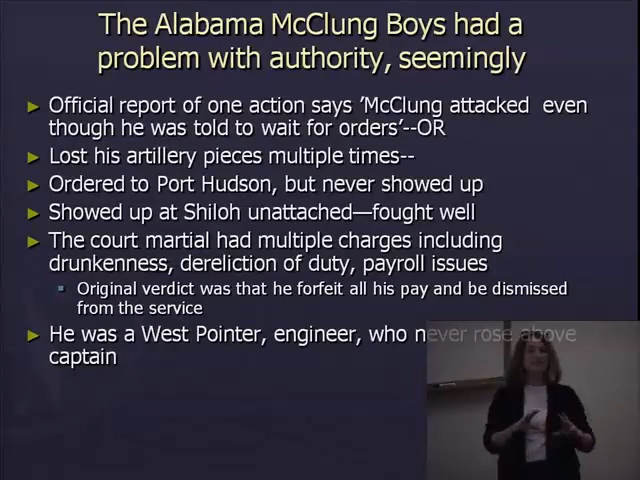 The Alabama McClung Boys had a
problem with authority, seemingly
Official report of one action says 'McClung attacked even
though he was told to wait for orders'--OR
Lost his artillery pieces multiple times--
Ordered to Port Hudson, but never showed up
Showed up at Shiloh unattached—fought well
The court martial had multiple charges including
drunkenness, dereliction of duty, payroll issues
Original verdict was that he forfeit all his pay and be dismissed
from the service
He was a West Pointer, engineer, who never rose above
captain